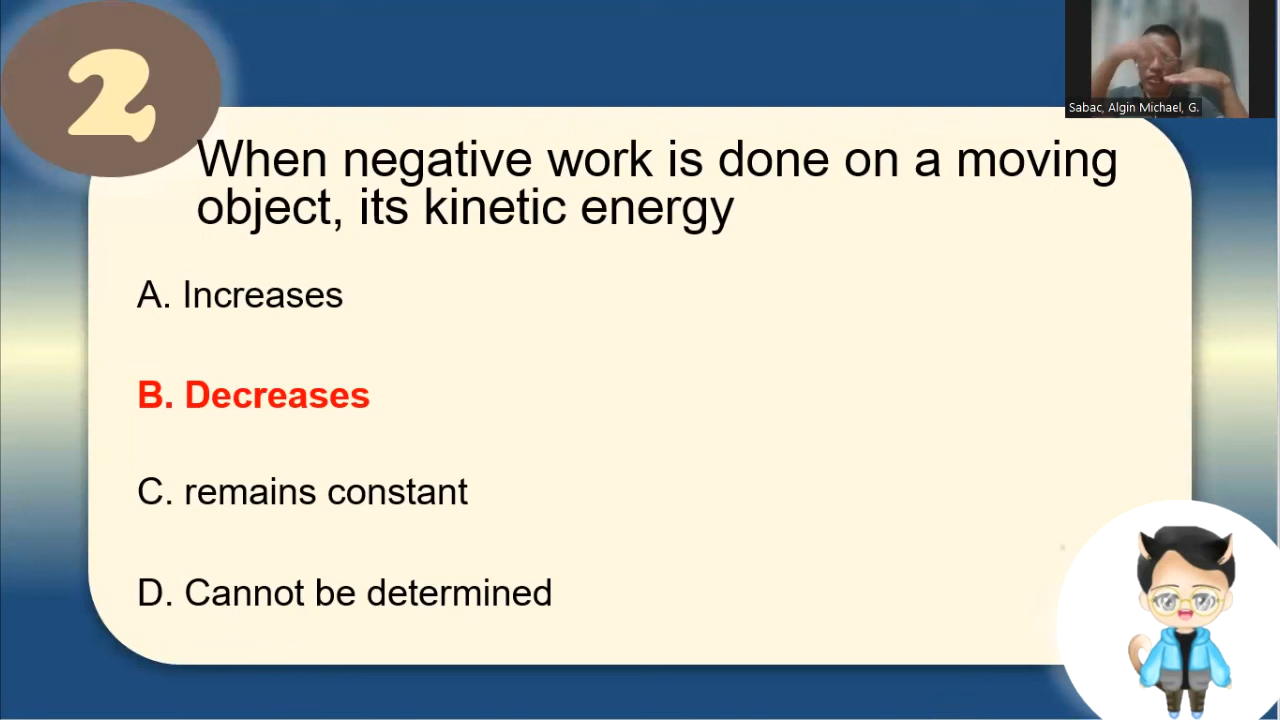 2
Sabac, Algin Michael, G.
When negative work is done on a moving
object, its kinetic energy
A. Increases
B. Decreases
C. remains constant
D. Cannot be determined